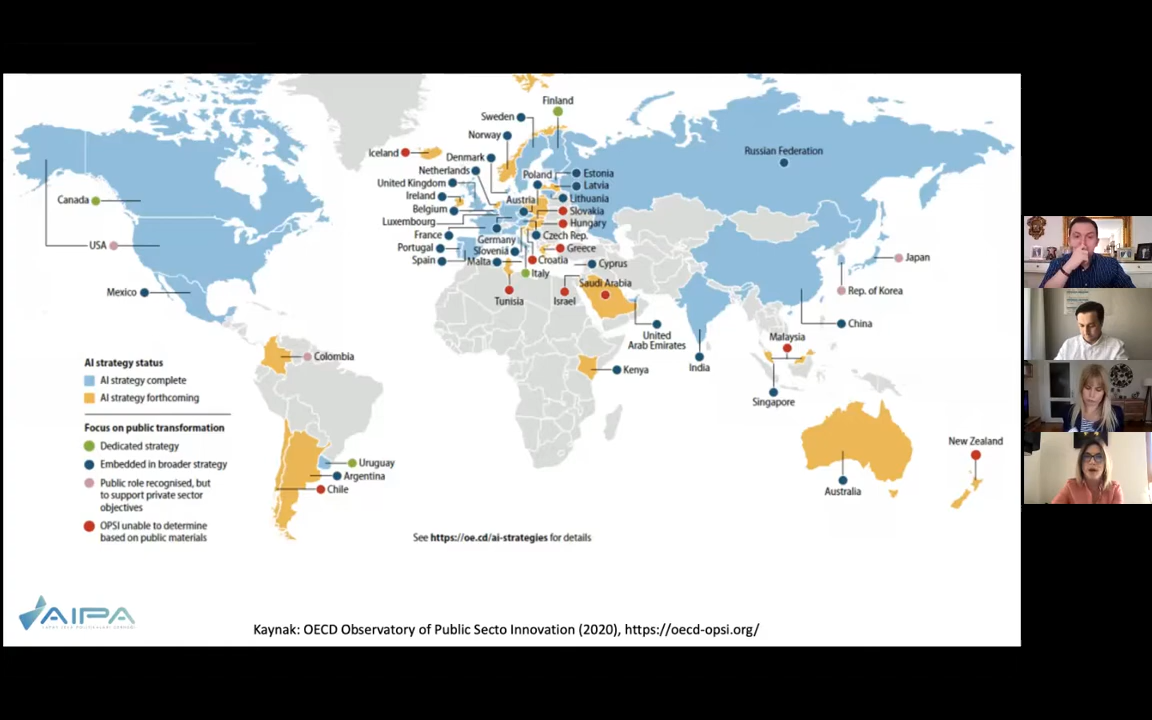 Finland
Sweden
Norway
Iceland
Denmark
Netherlands
Poland
Estonia
United Kingdom
Latvia
Ireland
Austria
Lithuania
Belgium
Slovakia
Luxembourg
Hungary
France
Czech Rep.
Germany
Portugal
Slovenia
Greece
Spain
Malta
Croatia
Cyprus
Italy
Russian Federation
Canada
USA
Mexico
Tunisia
Israel
Saudi Arabia
Japan
Rep. of Korea
United
Arab Emirates
China
Malaysia
India
Colombia
Kenya
Singapore
AI strategy status
AI strategy complete
AI strategy forthcoming
Focus on public transformation
Dedicated strategy
Embedded in broader strategy
Public role recognised, but
to support private sector
objectives
OPSI unable to determine
based on public materials
Uruguay
Argentina
Chile
Australia
New Zealand
See https://oe.cd/ai-strategies for details
AIPA
Kaynak: OECD Observatory of Public Secto Innovation (2020), https://oecd-opsi.org/